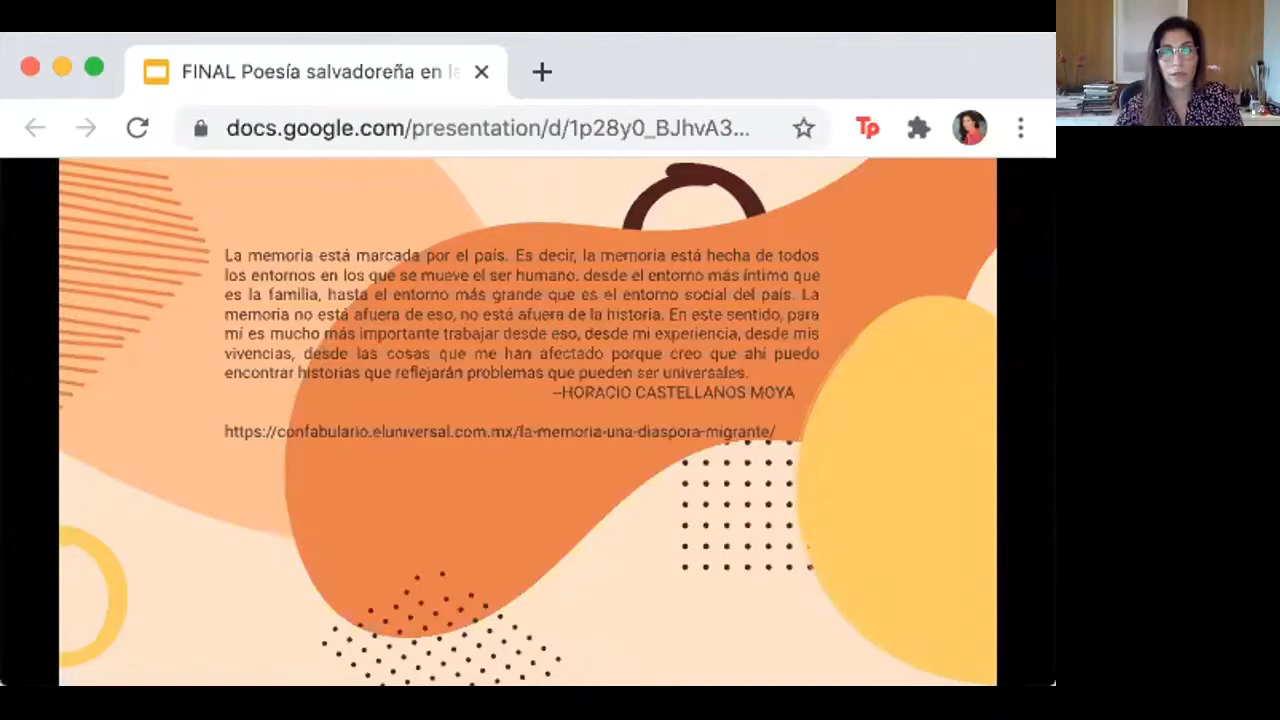 FINAL Poesía salvadoreña en la
docs.google.com/presentation/d/1p28y0_BJhvA3...
Tp
La memoria está marcada por el país. Es decir, la memoria está hecha de todos
los entornos en los que se mueve el ser humano. desde el entorno más íntimo que
es la familia, hasta el entorno más grande que es el entorno social del país. La
memoria no está afuera de eso, no está afuera de la historia. En este sentido, para
mí es mucho más importante trabajar desde eso, desde mi experiencia, desde mis
vivencias, desde las cosas que me han afectado porque creo que ahí puedo
encontrar historias que reflejarán problemas que pueden ser universales.
–HORACIO CASTELLANOS MOYA
https://confabulario.eluniversal.com.mx/la-memoria-una-diaspora-migrante/